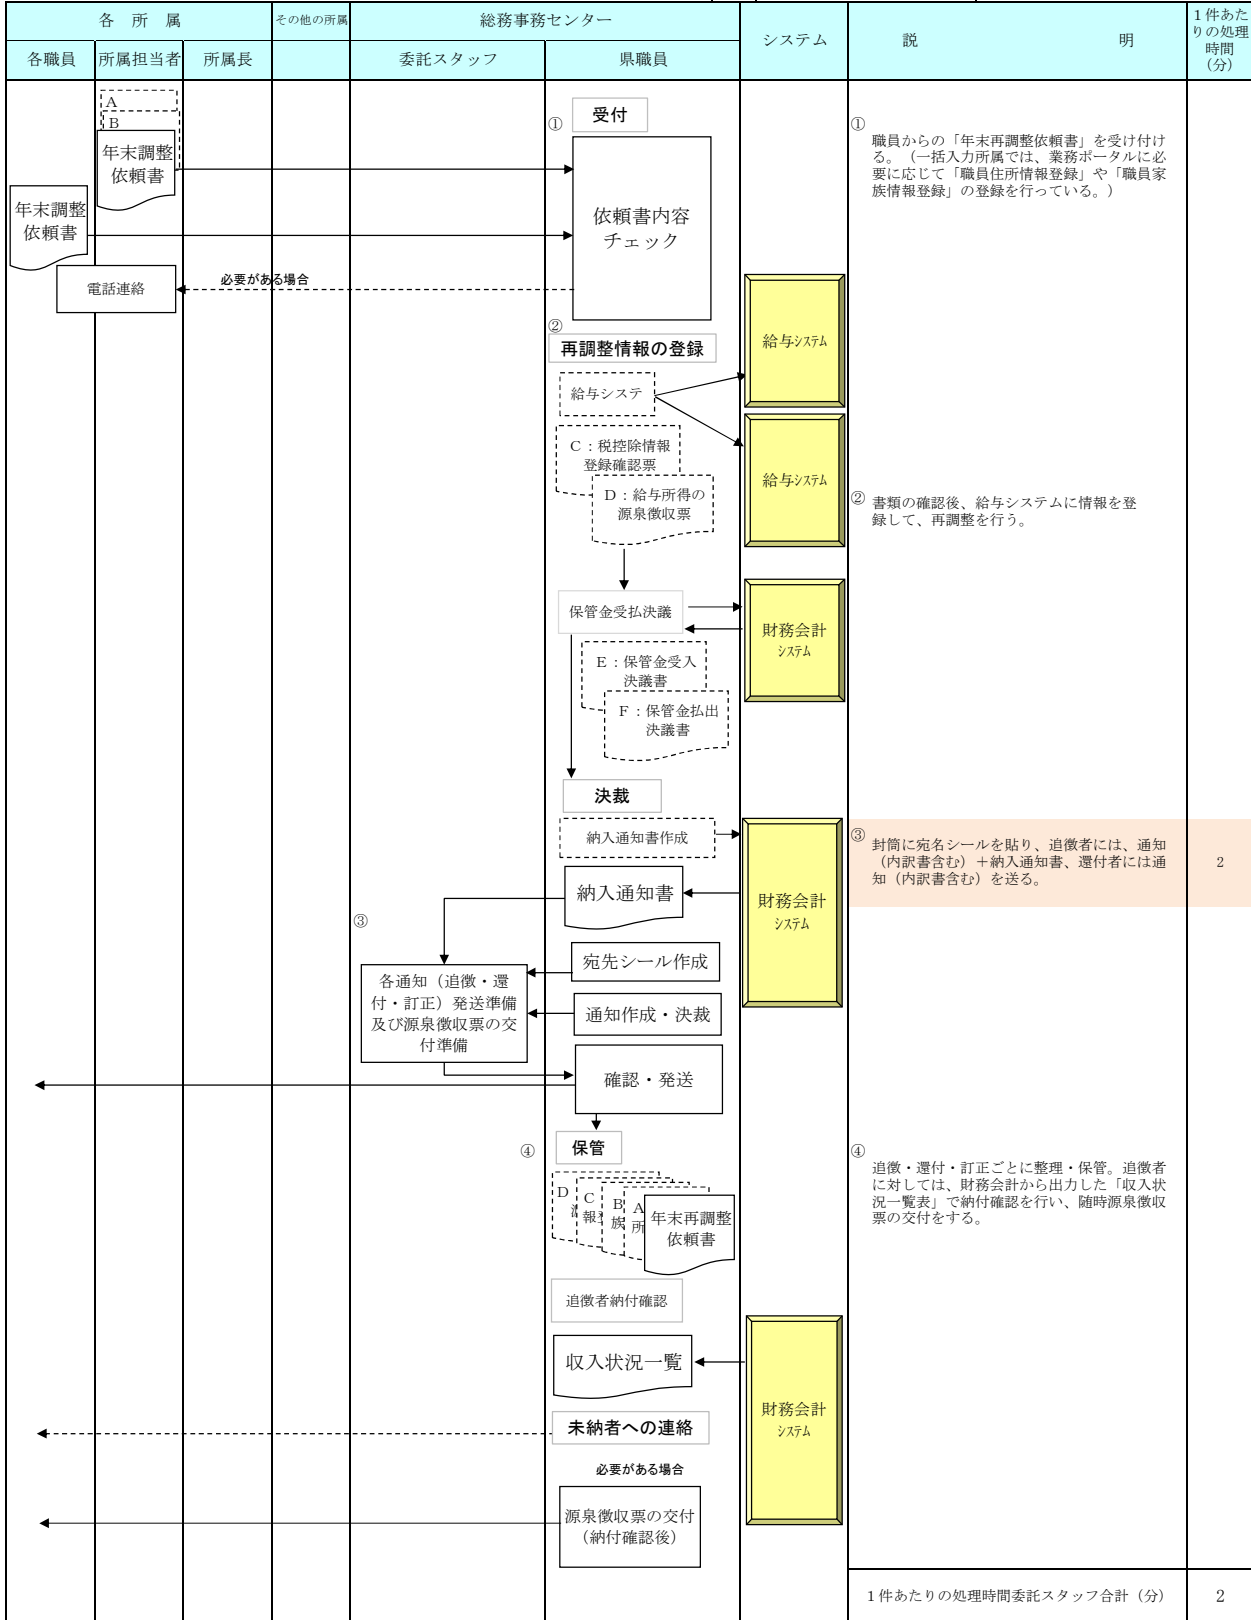 各 所 属
その他の所属
総務事務センター
システム
説 明
1件あた
りの処理
時間
(分)
各職員
所属担当者
所属長
委託スタッフ
県職員
A
B
年末調整
依頼書
年末調整
依頼書
電話連絡
必要がある場合
①
受付
依頼書内容
チェック
①
職員からの「年末再調整依頼書」を受け付け
る。（一括入力所属では、業務ポータルに必
要に応じて「職員住所情報登録」や「職員家
族情報登録」の登録を行っている。）
②
再調整情報の登録
給与システ
給与システム
給与システム
C：税控除情報
登録確認票
D：給与所得の
源泉徴収票
②
書類の確認後、給与システムに情報を登
録して、再調整を行う。
保管金受払決議
財務会計
システム
E：保管金受入
決議書
F：保管金払出
決議書
決裁
納入通知書作成
納入通知書
財務会計
システム
③
封筒に宛名シールを貼り、追徴者には、通知
（内訳書含む）＋納入通知書、還付者には通
知（内訳書含む）を送る。
2
③
各通知（追徴・還
付・訂正）発送準備
及び源泉徴収票の交
付準備
宛先シール作成
通知作成・決裁
確認・発送
④
保管
D
C
報
B
族
A
所
年末再調整
依頼書
④
追徴・還付・訂正ごとに整理・保管。追徴者
に対しては、財務会計から出力した「収入状
況一覧表」で納付確認を行い、随時源泉徴収
票の交付をする。
追徴者納付確認
収入状況一覧
財務会計
システム
未納者への連絡
必要がある場合
源泉徴収票の交付
（納付確認後）
1件あたりの処理時間委託スタッフ合計（分）
2